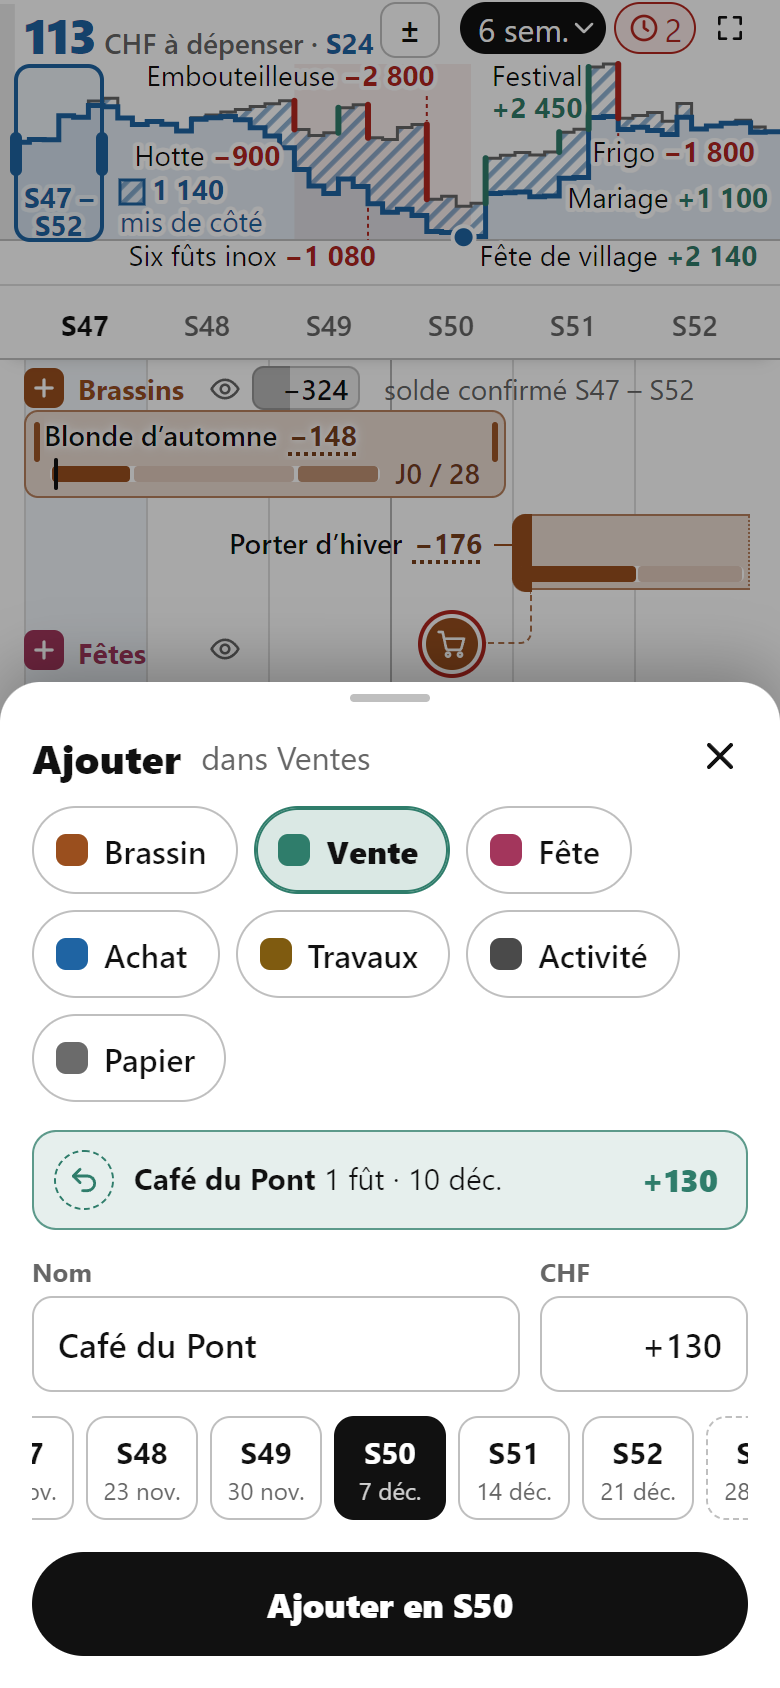 113 CHF à dépenser · S24 ± 6 sem. 2
Embouteilleuse −2 800 Festival
+2 450
Hotte −900 Frigo −1 800
S47 – 1 140 Mariage +1 100
S52 mis de côté
Six fûts inox −1 080 Fête de village +2 140
S47 S48 S49 S50 S51 S52
+ Brassins −324 solde confirmé S47 – S52
Blonde d’automne −148
J0 / 28
Porter d’hiver −176
+ Fêtes
Ajouter dans Ventes
Brassin Vente Fête
Achat Travaux Activité
Papier
Café du Pont 1 fût · 10 déc. +130
Nom CHF
Café du Pont +130
7 S48 S49 S50 S51 S52 S
ov. 23 nov. 30 nov. 7 déc. 14 déc. 21 déc. 28
Ajouter en S50